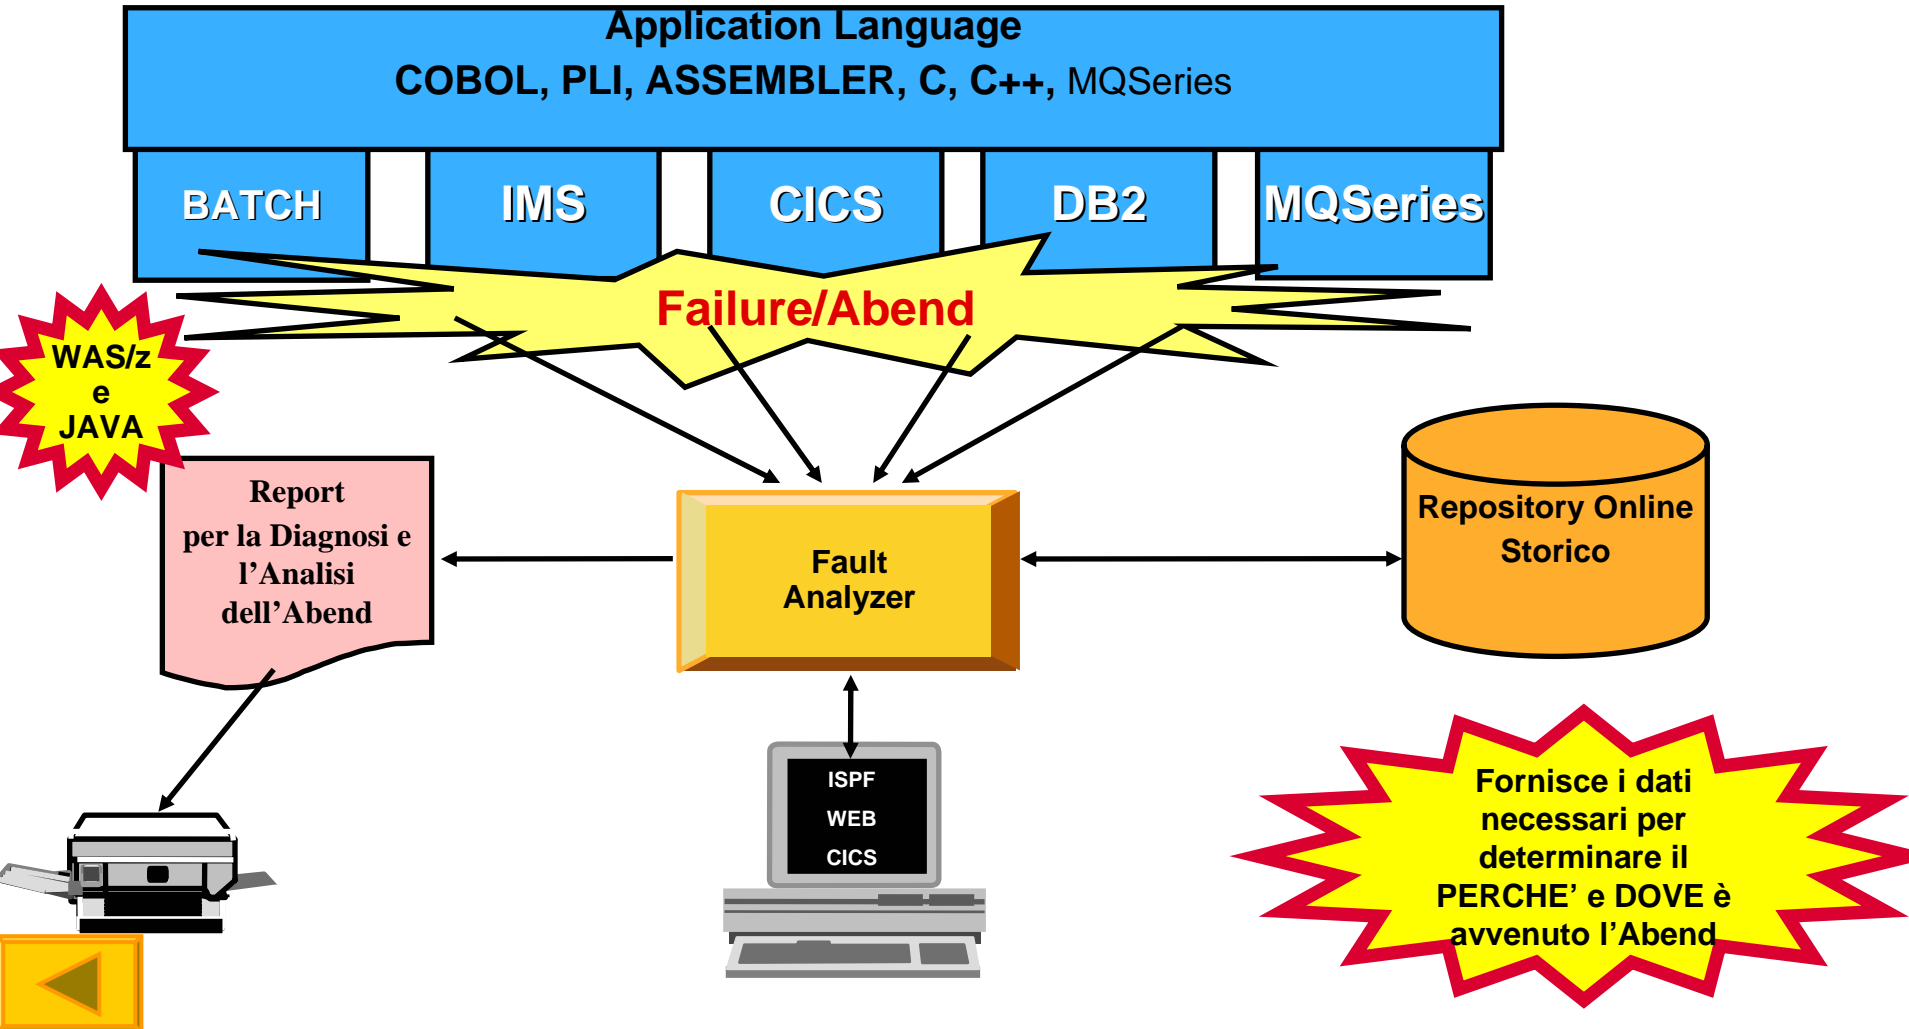 Application Language
COBOL, PLI, ASSEMBLER, C, C++, MQSeries
BATCH
IMS
CICS
DB2
MQSeries
Failure/Abend
WAS/z
e
JAVA
Report
per la Diagnosi e
l’Analisi
dell’Abend
Fault
Analyzer
Repository Online
Storico
ISPF
WEB
CICS
Fornisce i dati
necessari per
determinare il
PERCHE’ e DOVE è
avvenuto l’Abend